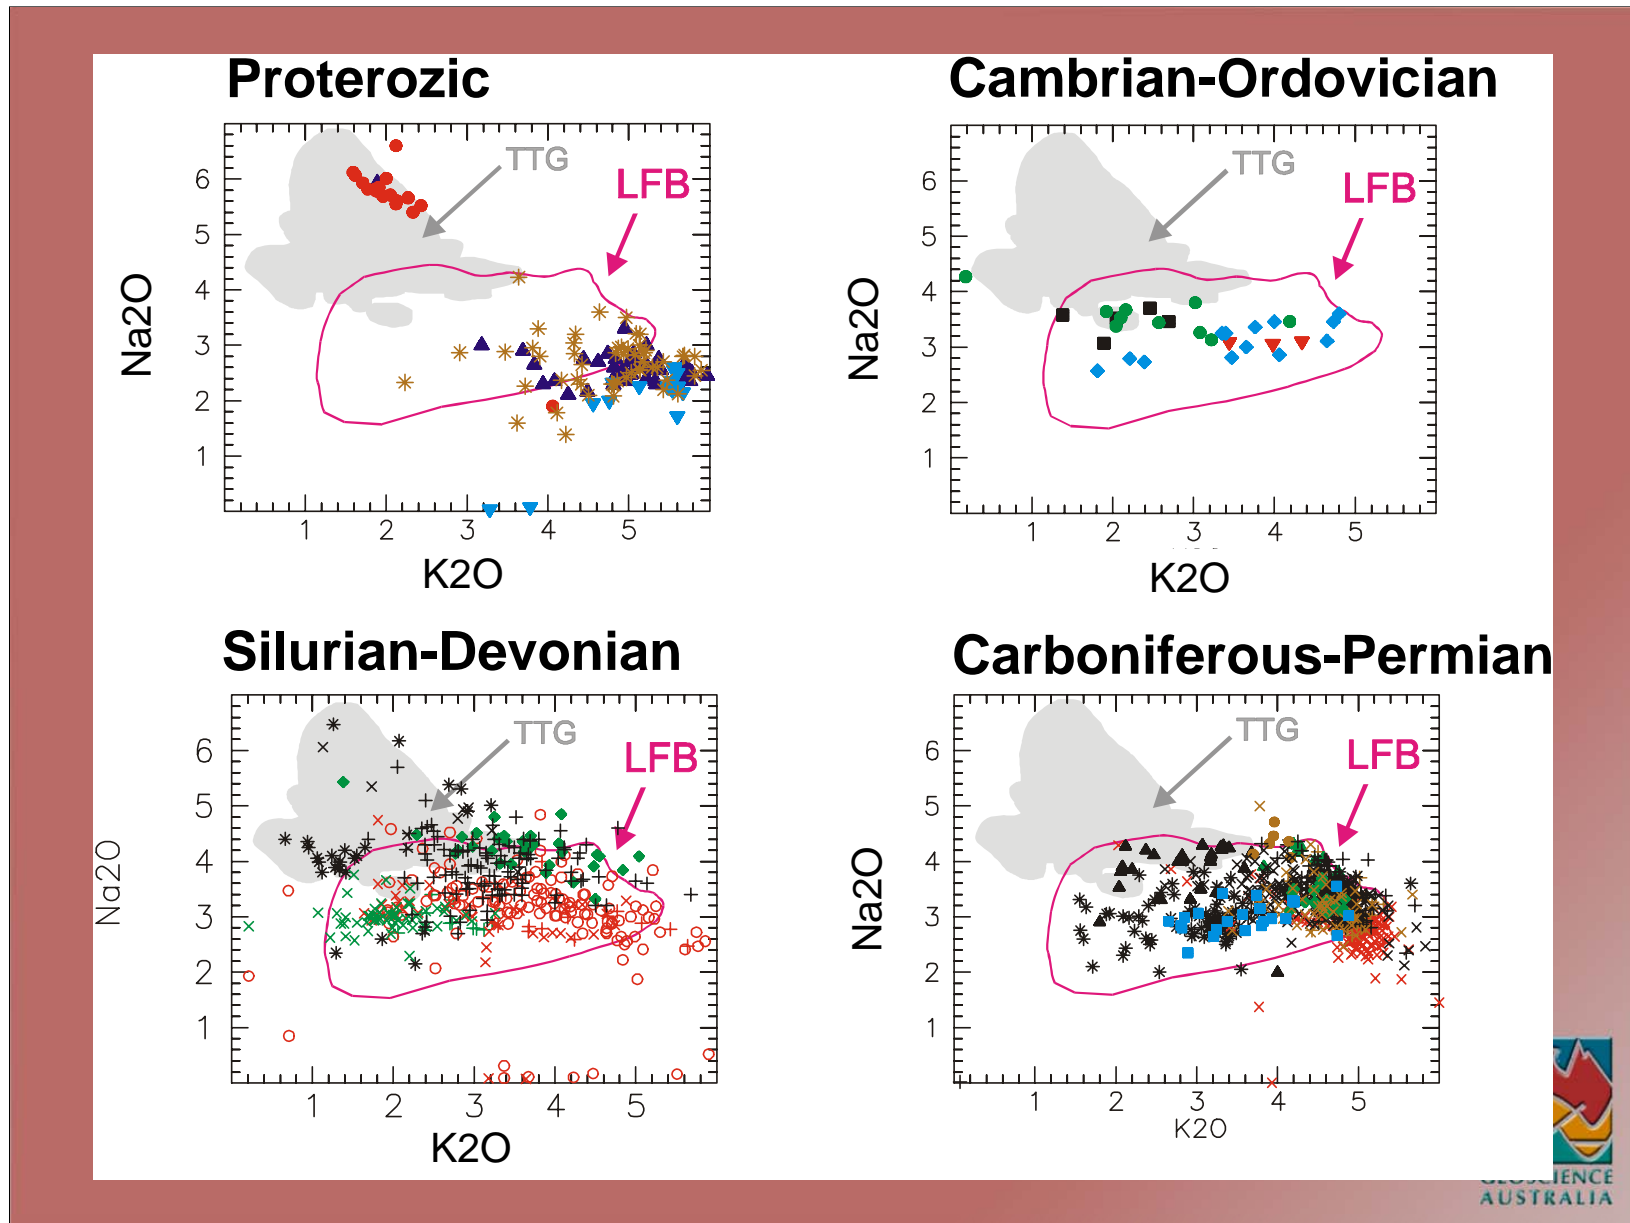 Proterozic
TTG
LFB
6
5
4
3
2
1
Na2O
1 2 3 4 5
K2O
Cambrian-Ordovician
TTG
LFB
6
5
4
3
2
1
Na2O
1 2 3 4 5
K2O
Silurian-Devonian
TTG
LFB
6
5
4
3
2
1
Na2O
1 2 3 4 5
K2O
Carboniferous-Permian
TTG
LFB
6
5
4
3
2
1
Na2O
1 2 3 4 5
K2O
GEOSCIENCE
AUSTRALIA